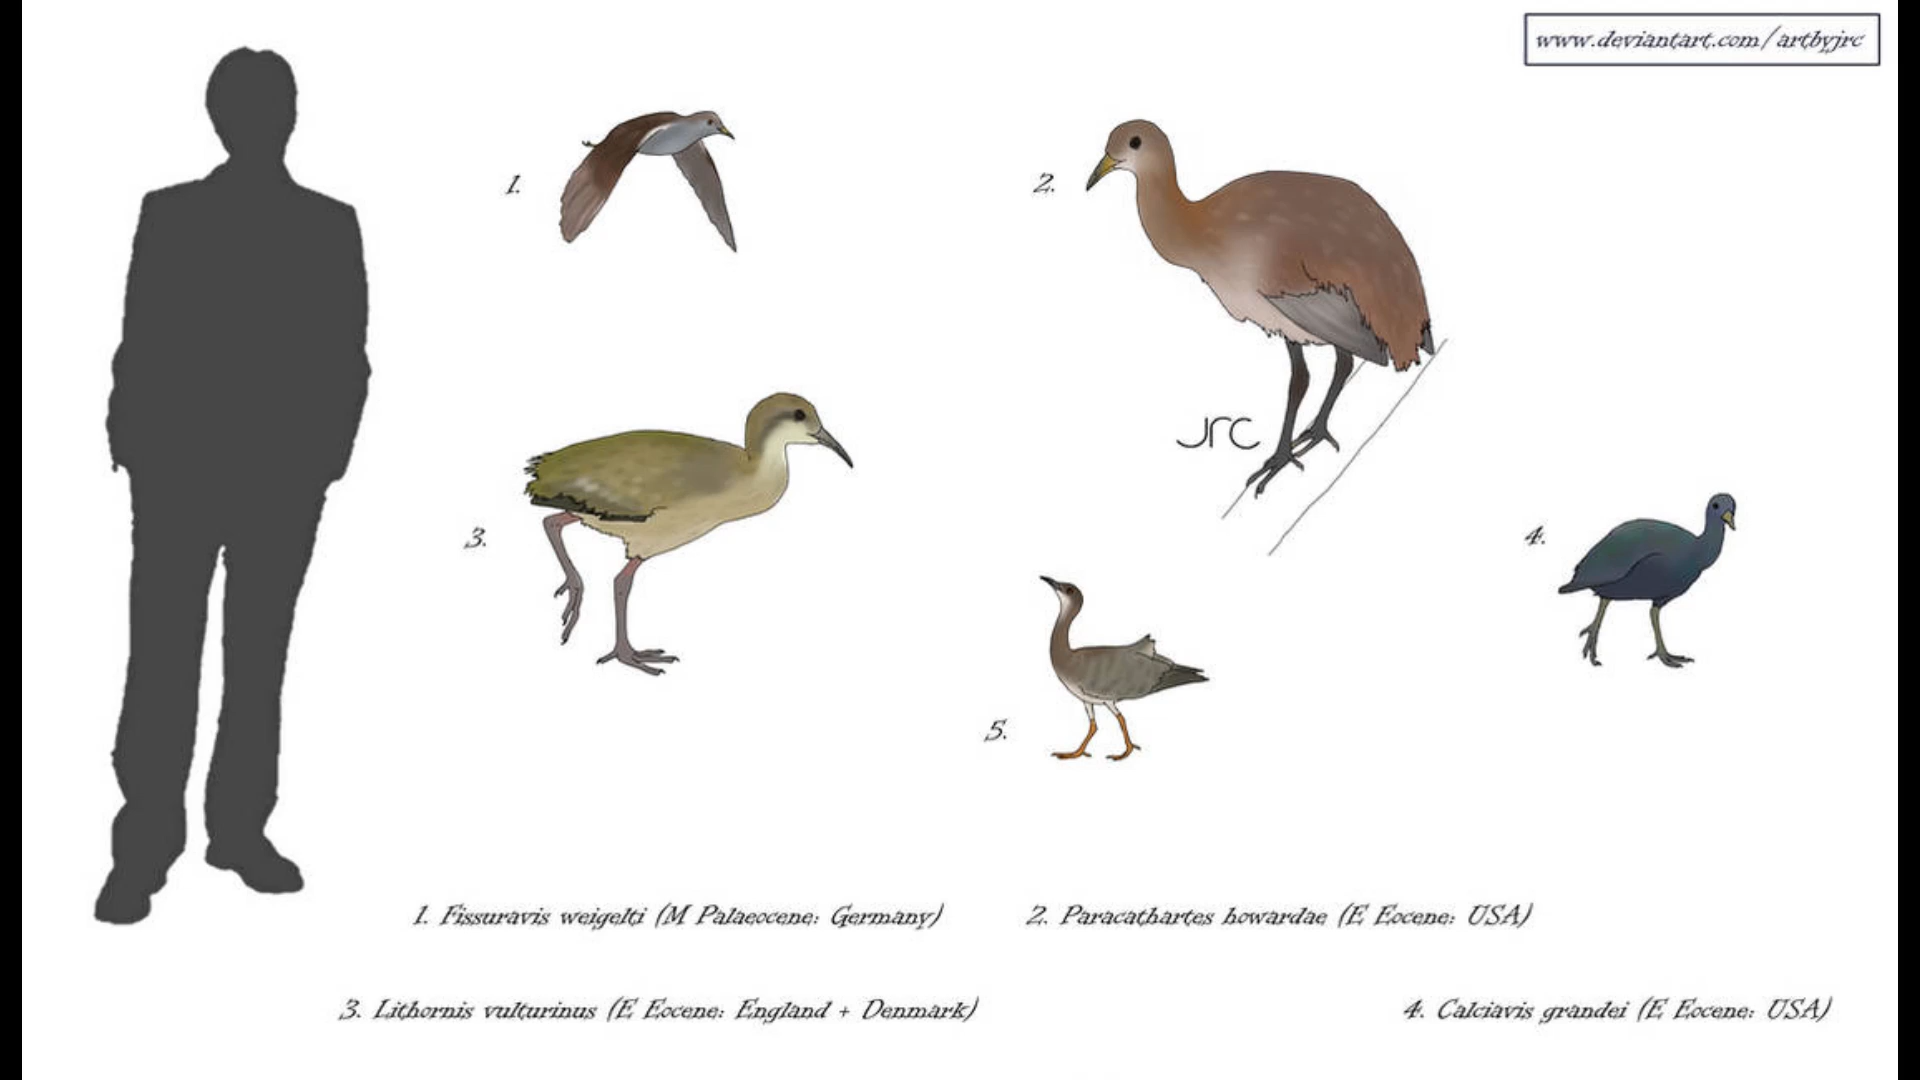 www.deviantart.com/artbyjrc
1.
2.
3.
4.
5.
jrc
1. Fissuravis weigelti (M Palaeocene: Germany)
2. Paracathartes howardae (E Eocene: USA)
3. Lithornis vulturinus (E Eocene: England + Denmark)
4. Calciavis grandei (E Eocene: USA)